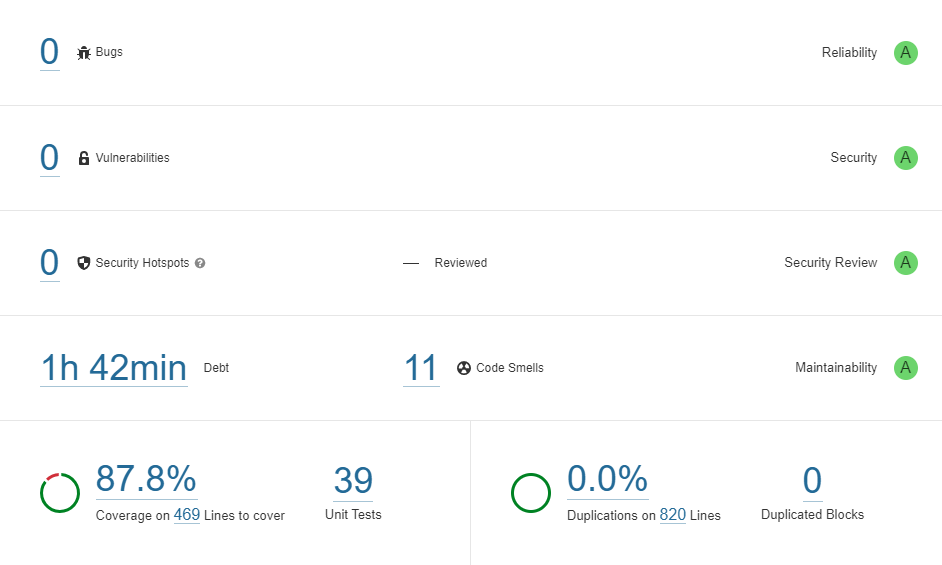 0 Bugs Reliability A
0 Vulnerabilities Security A
0 Security Hotspots ? — Reviewed Security Review A
1h 42min Debt 11 Code Smells Maintainability A
87.8% 39 0.0% 0
Coverage on 469 Lines to cover Unit Tests Duplications on 820 Lines Duplicated Blocks